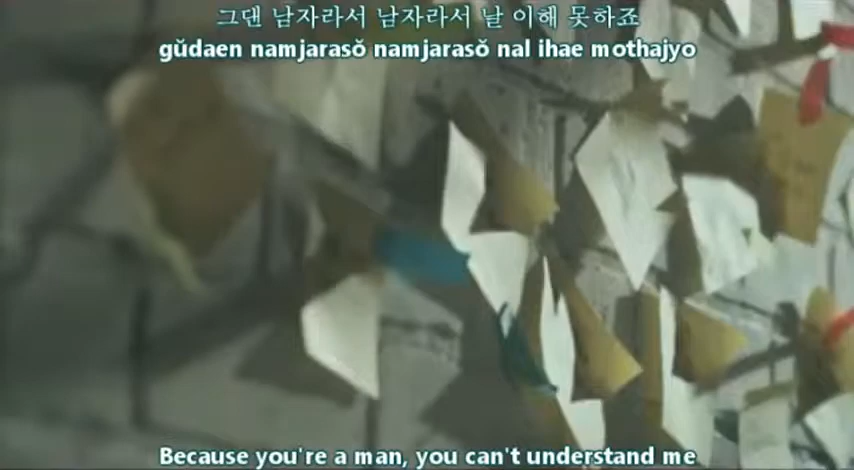 그댄 남자라서 남자라서 날 이해 못하죠
gŭdaen namjarasŏ namjarasŏ nal ihae mothajyo
Because you're a man, you can't understand me